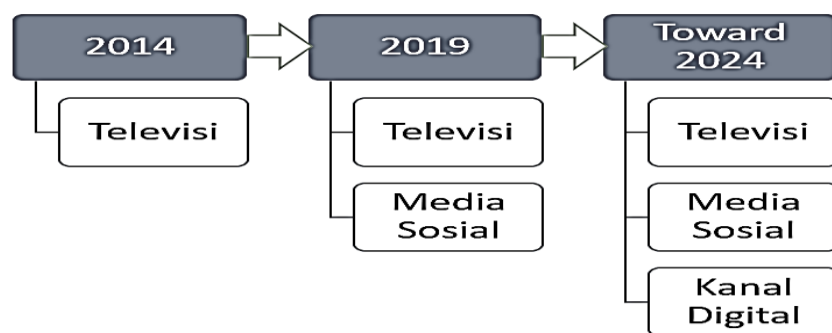 2014
Televisi
2019
Televisi
Media
Sosial
Toward
2024
Televisi
Media
Sosial
Kanal
Digital